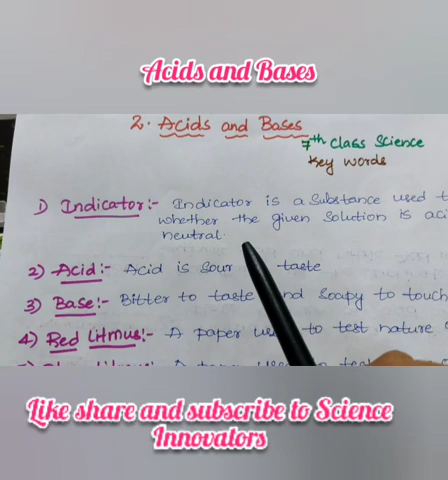 Acids and Bases
2. Acids and Bases
7th Class Science
Key words
1) Indicator:- Indicator is a Substance used
whether the given Solution is
neutral.
2) Acid:- Acid is sour taste
3) Base:- Bitter to taste and Soapy to touch
4) Red Litmus:- A paper to test nature
Like share and subscribe to Science
Innovators